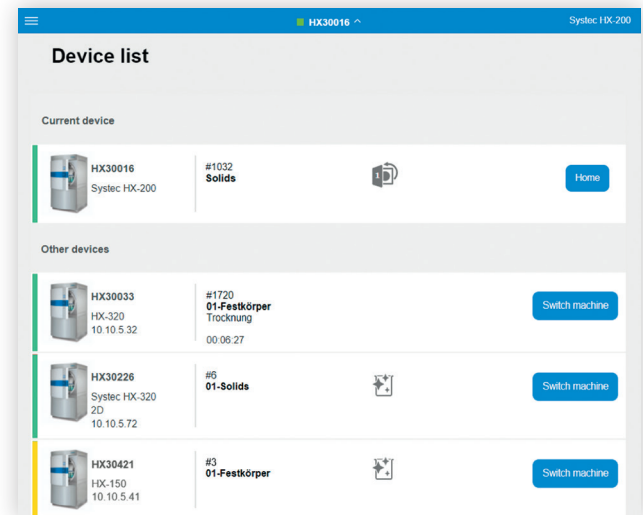 HX30016
Systec HX-200
Device list
Current device
HX30016
Systec HX-200
#1032
Solids
1
Home
Other devices
HX30033
HX-320
10.10.5.32
#1720
01-Festkörper
Trocknung
00:06:27
Switch machine
HX30226
Systec HX-320
2D
10.10.5.72
#6
01-Solids
Switch machine
HX30421
HX-150
10.10.5.41
#3
01-Festkörper
Switch machine